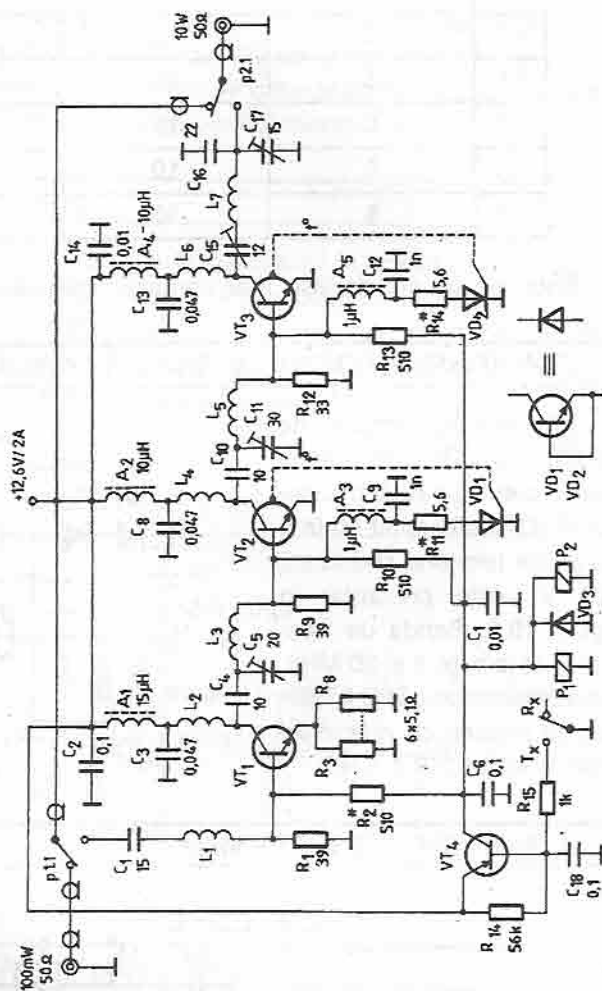 100mW
50Ω
p1.1
+12,6V/ 2A
10W
50Ω
p2.1
C2
0,1
Д1
15μH
C3
0,047
L2
C1
15
L1
R1
39
VT1
C4
10
C5
20
L3
R3
R8
6×5,1Ω
R2
*
510
R9
39
Д2
10μH
C8
0,047
L4
VT2
C10
10
C11
30
L5
t°
Д3
1μH
C9
1n
R10
510
R11
*
5,6
VD1
R12
33
C14
0,01
Д4-10μH
C13
0,047
L6
VT3
C15
12
L7
C16
22
C17
15
t°
Д5
1μH
C12
1n
R13
510
R14
*
5,6
VD2
C7
0,01
C6
0,1
VT4
R14
56k
C18
0,1
R15
1k
Tx
Rx
P1
VD3
P2
VD1
VD2